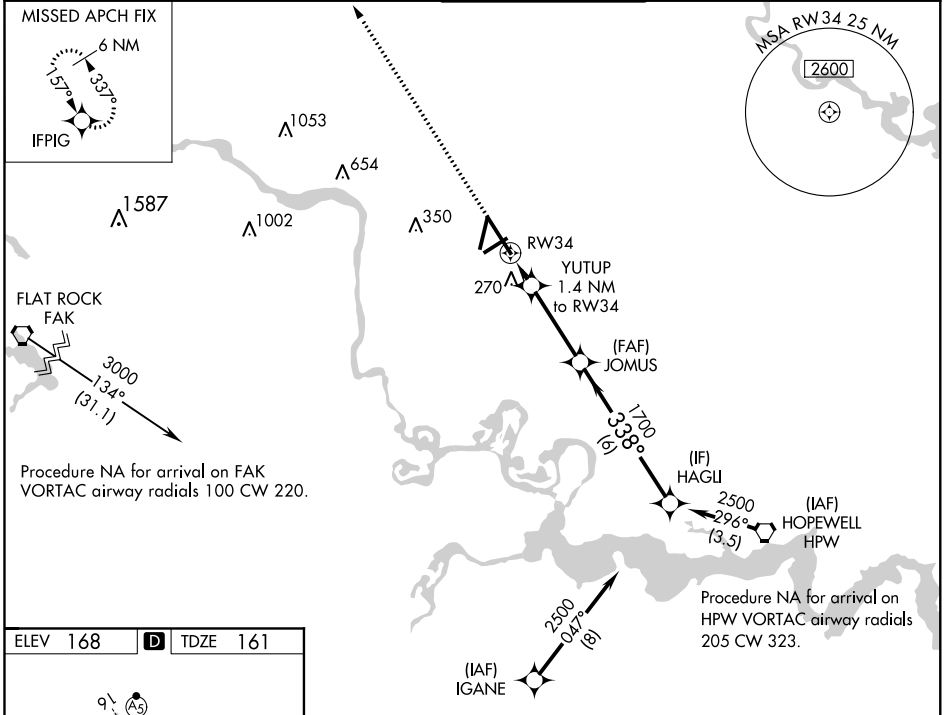 MISSED APCH FIX
6 NM
157°
337°
IFPIG
MSA RW34 25 NM
2600
1053
654
1587
1002
350
RW34
270
YUTUP
1.4 NM
to RW34
FLAT ROCK
FAK
3000
134°
(31.1)
(FAF)
JOMUS
1700
338°
(6)
Procedure NA for arrival on FAK
VORTAC airway radials 100 CW 220.
(IF)
HAGLI
2500
296°
(3.5)
(IAF)
HOPEWELL
HPW
Procedure NA for arrival on
HPW VORTAC airway radials
205 CW 323.
2500
047°
(8)
(IAF)
IGANE
ELEV 168
D
TDZE 161
16
A5